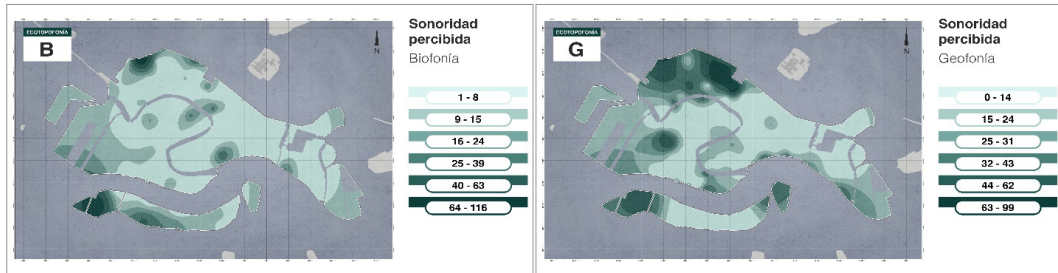 ECOTOPOFONÍA
B
N
Sonoridad
percibida
Biofonía
1 - 8
9 - 15
16 - 24
25 - 39
40 - 63
64 - 116
ECOTOPOFONÍA
G
N
Sonoridad
percibida
Geofonía
0 - 14
15 - 24
25 - 31
32 - 43
44 - 62
63 - 99